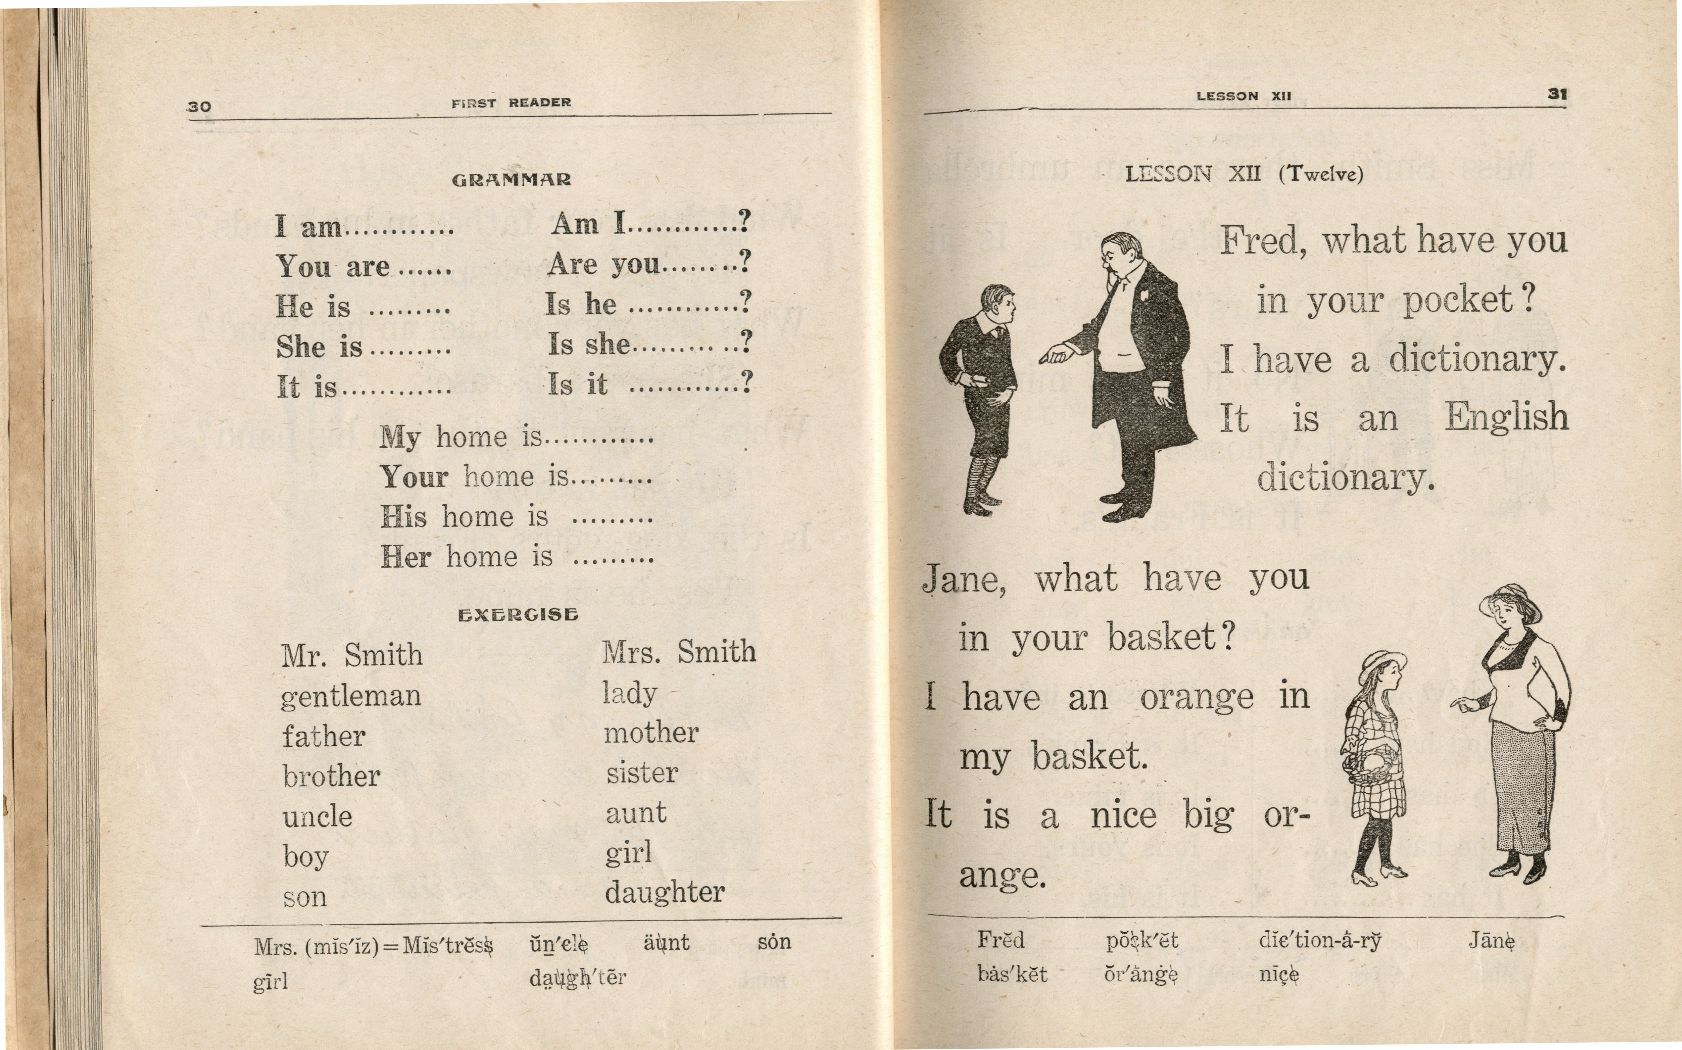 30
FIRST READER
GRAMMAR
I am............ Am I............?
You are ...... Are you........?
He is ......... Is he ............?
She is......... Is she...........?
It is............ Is it ............?
My home is............
Your home is.........
His home is .........
Her home is .........
EXERCISE
Mr. Smith Mrs. Smith
gentleman lady
father mother
brother sister
uncle aunt
boy girl
son daughter
Mrs. (mĭs′ĭz)=Mĭs′trĕss ŭn′cle äunt són
gĩrl daugh′tẽr
LESSON XII
31
LESSON XII (Twelve)
Fred, what have you
in your pocket?
I have a dictionary.
It is an English
dictionary.
Jane, what have you
in your basket?
I have an orange in
my basket.
It is a nice big or-
ange.
Frĕd pŏck′ĕt dĭc′tion-ȧ-rў Jāne
bȧs′kĕt ŏr′ȧnġe nīçe